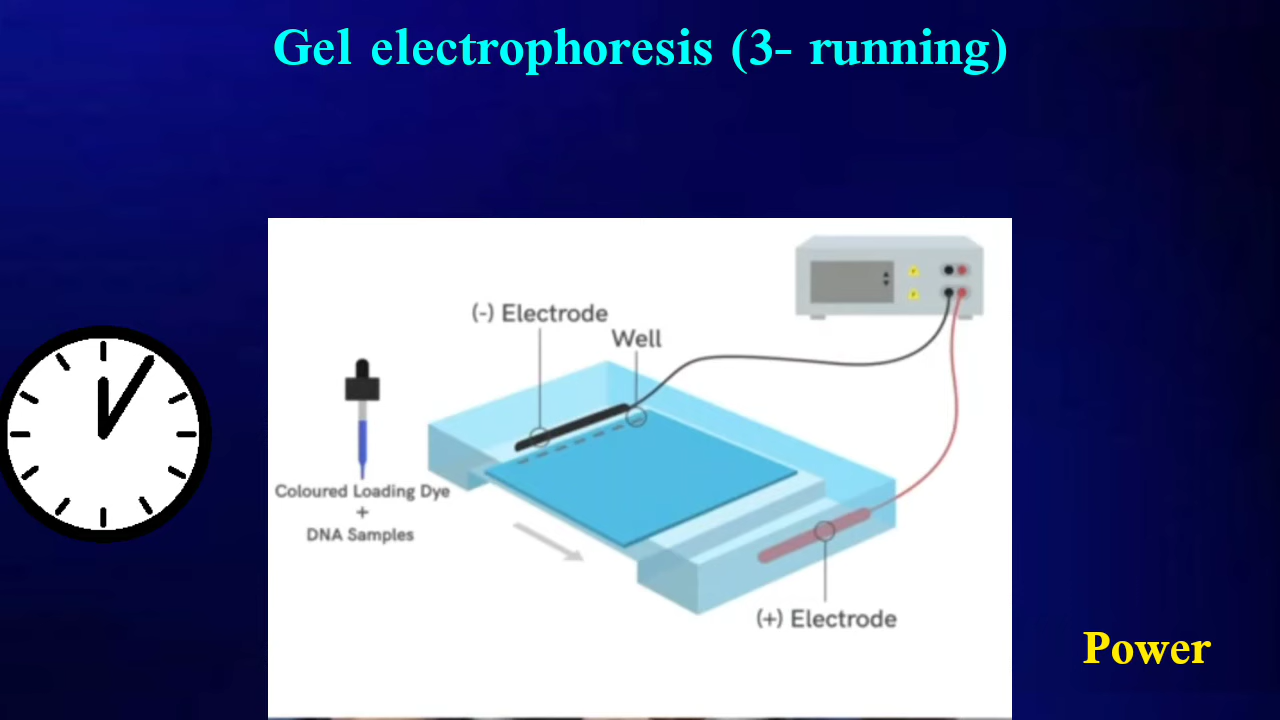 Gel electrophoresis (3- running)
(-) Electrode
Well
Coloured Loading Dye
+
DNA Samples
(+) Electrode
Power